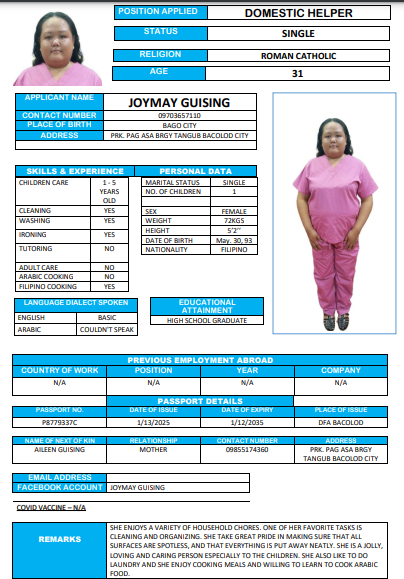 POSITION APPLIED DOMESTIC HELPER
STATUS SINGLE
RELIGION ROMAN CATHOLIC
AGE 31
APPLICANT NAME JOYMAY GUISING
CONTACT NUMBER 09703657110
PLACE OF BIRTH BAGO CITY
ADDRESS PRK. PAG ASA BRGY TANGUB BACOLOD CITY
SKILLS & EXPERIENCE
CHILDREN CARE 1 - 5
YEARS
OLD
CLEANING YES
WASHING YES
IRONING YES
TUTORING NO
ADULT CARE NO
ARABIC COOKING NO
FILIPINO COOKING YES
PERSONAL DATA
MARITAL STATUS SINGLE
NO. OF CHILDREN 1
SEX FEMALE
WEIGHT 72KGS
HEIGHT 5'2’’
DATE OF BIRTH May. 30, 93
NATIONALITY FILIPINO
LANGUAGE DIALECT SPOKEN
ENGLISH BASIC
ARABIC COULDN'T SPEAK
EDUCATIONAL
ATTAINMENT
HIGH SCHOOL GRADUATE
PREVIOUS EMPLOYMENT ABROAD
COUNTRY OF WORK POSITION YEAR COMPANY
N/A N/A N/A N/A
PASSPORT DETAILS
PASSPORT NO. DATE OF ISSUE DATE OF EXPIRY PLACE OF ISSUE
P8779337C 1/13/2025 1/12/2035 DFA BACOLOD
NAME OF NEXT OF KIN RELATIONSHIP CONTACT NUMBER ADDRESS
AILEEN GUISING MOTHER 09855174360 PRK. PAG ASA BRGY
TANGUB BACOLOD CITY
EMAIL ADDRESS
FACEBOOK ACCOUNT JOYMAY GUISING
COVID VACCINE – N/A
REMARKS
SHE ENJOYS A VARIETY OF HOUSEHOLD CHORES. ONE OF HER FAVORITE TASKS IS
CLEANING AND ORGANIZING. SHE TAKE GREAT PRIDE IN MAKING SURE THAT ALL
SURFACES ARE SPOTLESS, AND THAT EVERYTHING IS PUT AWAY NEATLY. SHE IS A JOLLY,
LOVING AND CARING PERSON ESPECIALLY TO THE CHILDREN. SHE ALSO LIKE TO DO
LAUNDRY AND SHE ENJOY COOKING MEALS AND WILLING TO LEARN TO COOK ARABIC
FOOD.